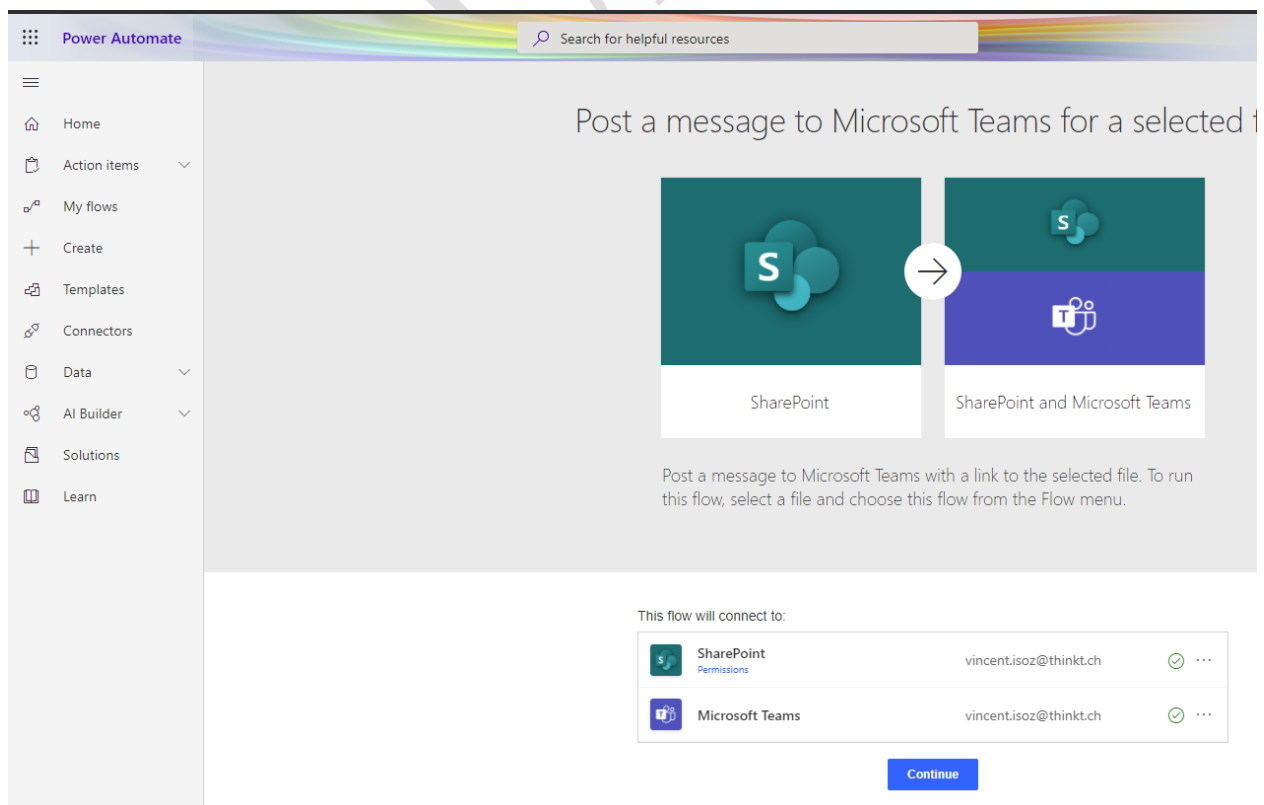 Power Automate
Search for helpful resources
Home
Action items
My flows
Create
Templates
Connectors
Data
AI Builder
Solutions
Learn
Post a message to Microsoft Teams for a selected
S
S
T
SharePoint
SharePoint and Microsoft Teams
Post a message to Microsoft Teams with a link to the selected file. To run
this flow, select a file and choose this flow from the Flow menu.
This flow will connect to:
S
SharePoint
vincent.isoz@thinkt.ch
Permissions
T
Microsoft Teams
vincent.isoz@thinkt.ch
Continue